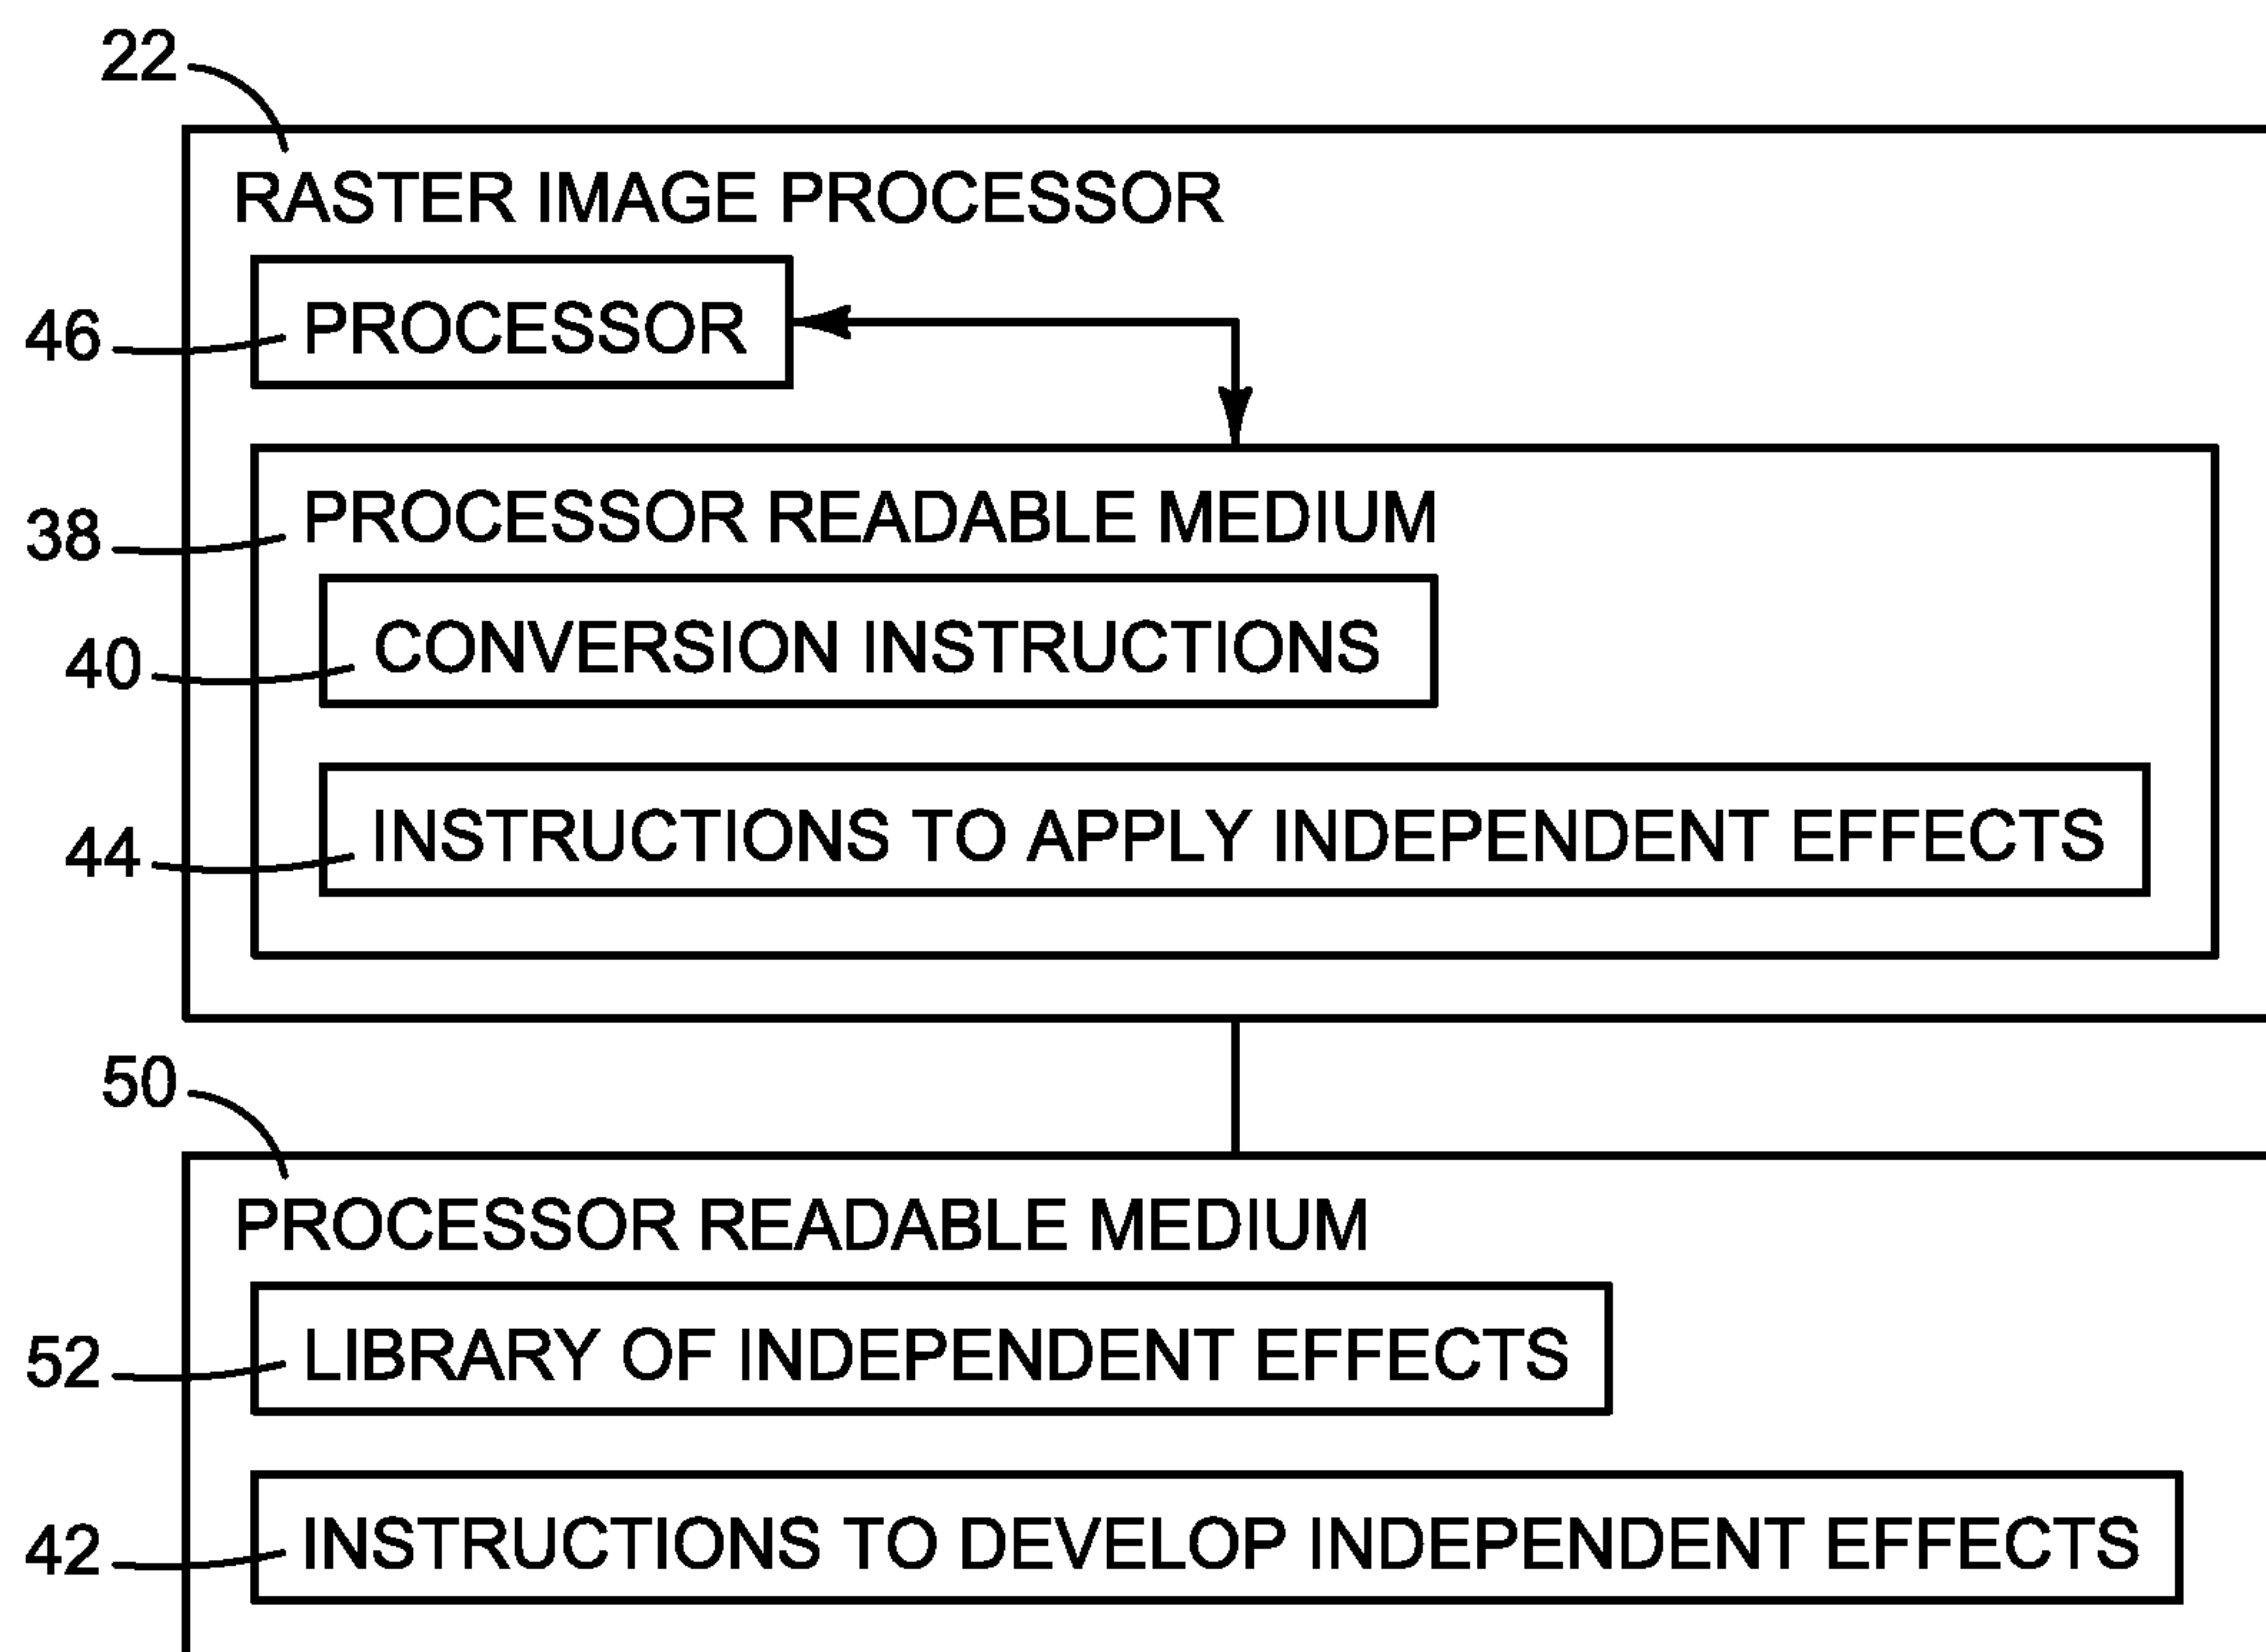 22
RASTER IMAGE PROCESSOR
46 PROCESSOR
38 PROCESSOR READABLE MEDIUM
40 CONVERSION INSTRUCTIONS
44 INSTRUCTIONS TO APPLY INDEPENDENT EFFECTS
50
PROCESSOR READABLE MEDIUM
52 LIBRARY OF INDEPENDENT EFFECTS
42 INSTRUCTIONS TO DEVELOP INDEPENDENT EFFECTS